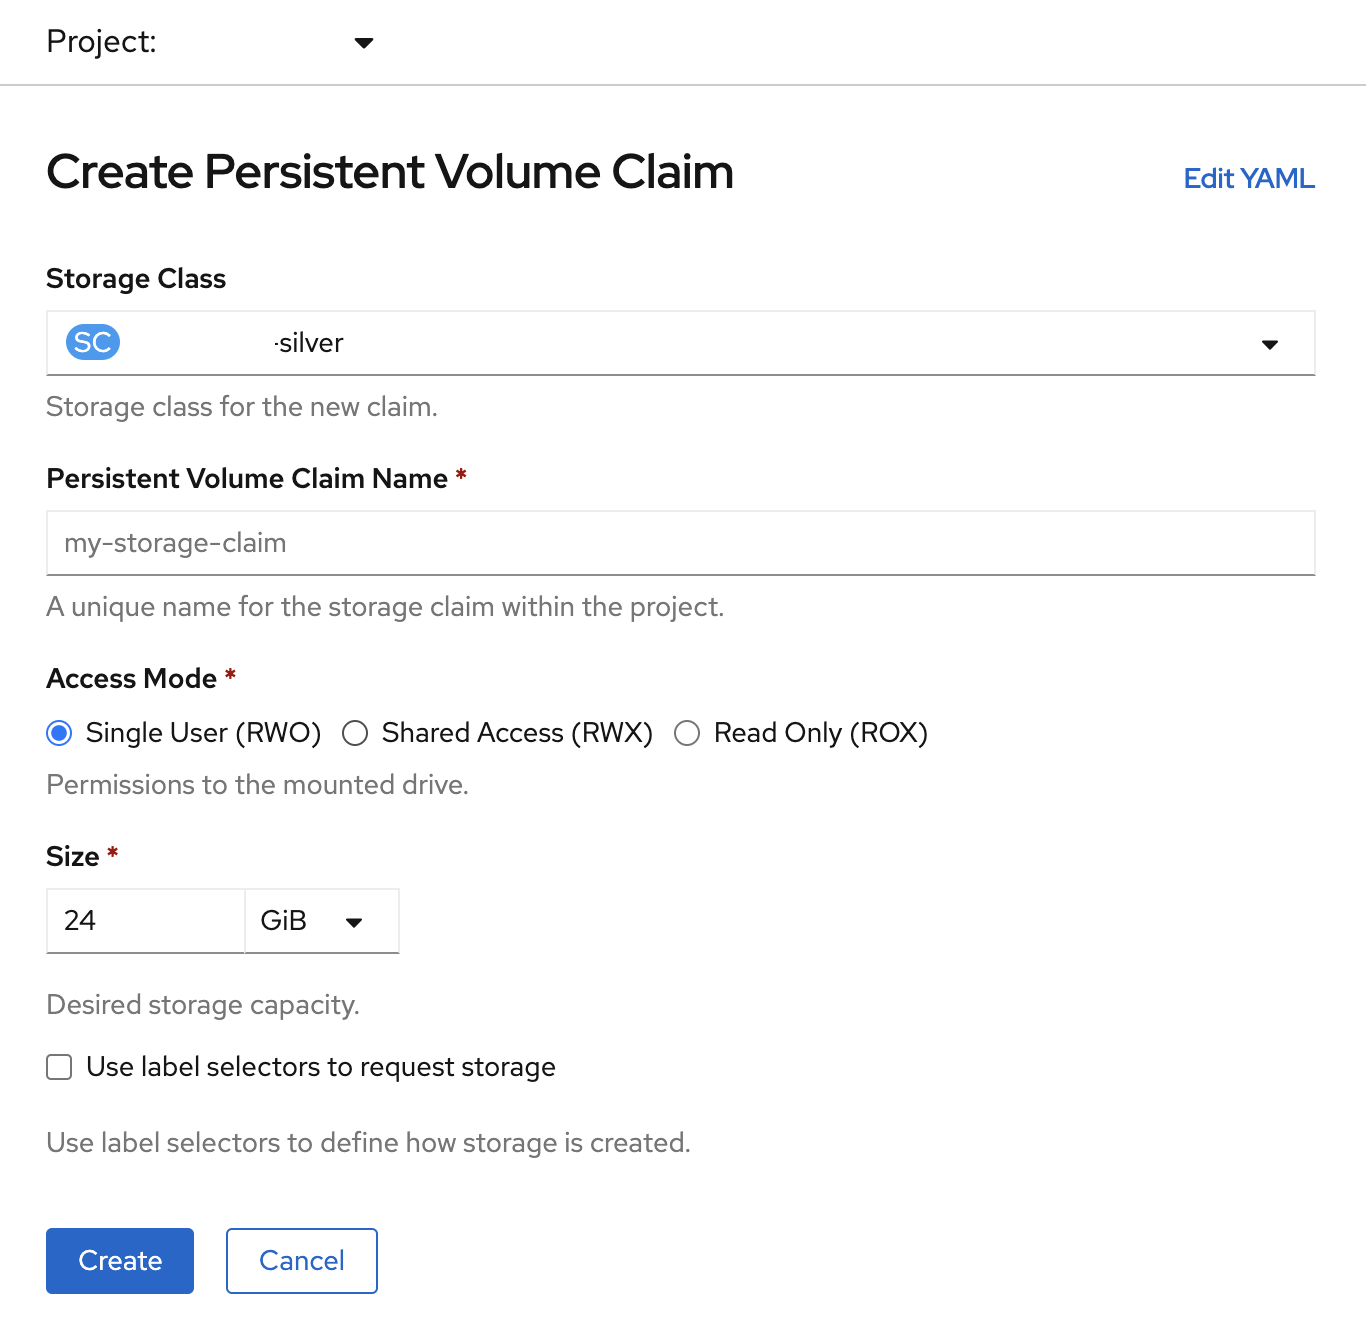 Project:
Create Persistent Volume Claim
Edit YAML
Storage Class
SC -silver
Storage class for the new claim.
Persistent Volume Claim Name *
my-storage-claim
A unique name for the storage claim within the project.
Access Mode *
Single User (RWO) Shared Access (RWX) Read Only (ROX)
Permissions to the mounted drive.
Size *
24 GiB
Desired storage capacity.
Use label selectors to request storage
Use label selectors to define how storage is created.
Create Cancel